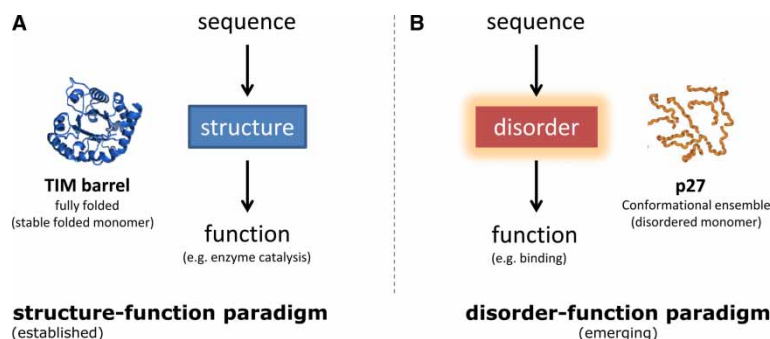 A
sequence
structure
TIM barrel
fully folded
(stable folded monomer)
function
(e.g. enzyme catalysis)
structure-function paradigm
(established)
B
sequence
disorder
p27
Conformational ensemble
(disordered monomer)
function
(e.g. binding)
disorder-function paradigm
(emerging)